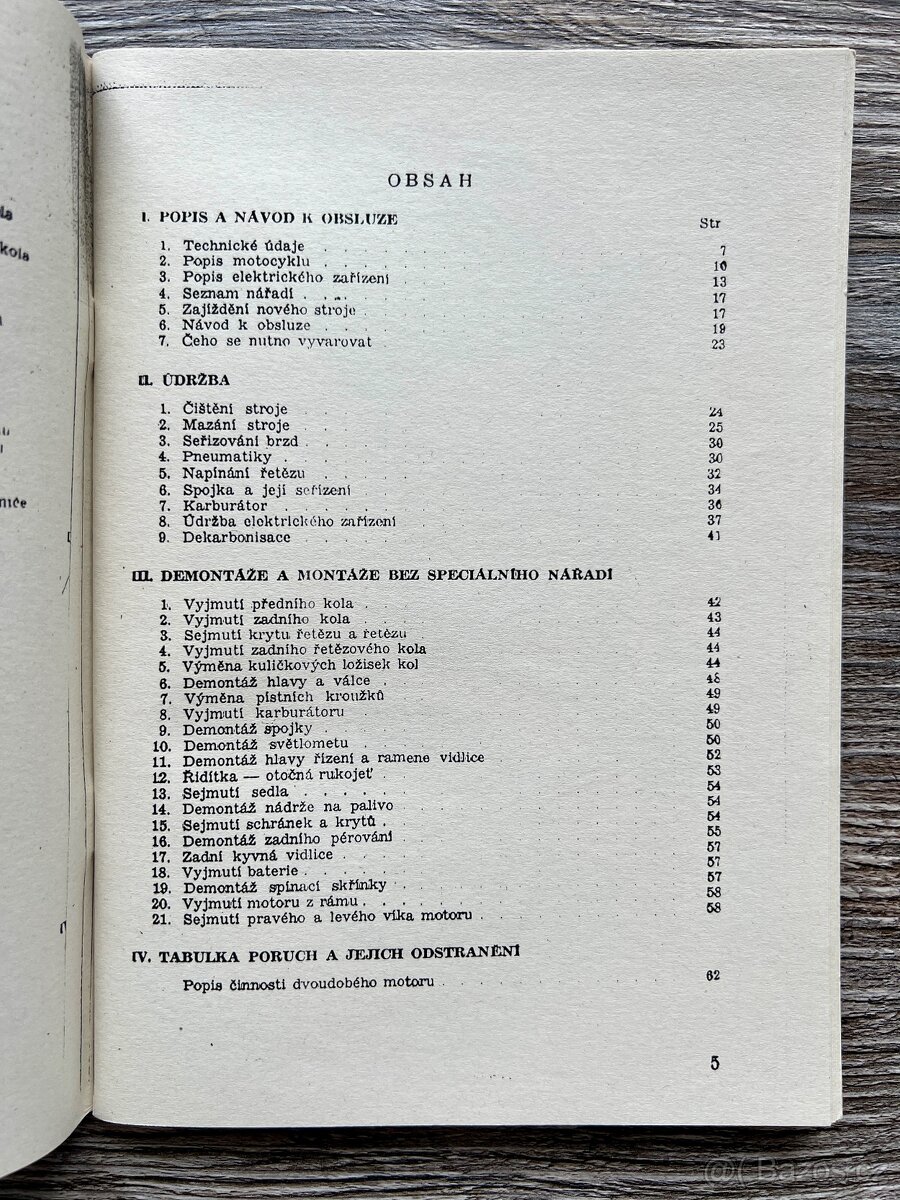 la
kola
niče
OBSAH
I. POPIS A NÁVOD K OBSLUZE
Str
1. Technické údaje . . . . . 7
2. Popis motocyklu . . . . . 10
3. Popis elektrického zařízení . . . . . 13
4. Seznam nářadí . . . . . 17
5. Zajíždění nového stroje . . . . . 17
6. Návod k obsluze . . . . . 19
7. Čeho se nutno vyvarovat . . . . . 23
II. ÚDRŽBA
1. Čištění stroje . . . . . 24
2. Mazání stroje . . . . . 25
3. Seřizování brzd . . . . . 30
4. Pneumatiky . . . . . 30
5. Napínání řetězu . . . . . 32
6. Spojka a její seřízení . . . . . 34
7. Karburátor . . . . . 36
8. Údržba elektrického zařízení . . . . . 37
9. Dekarbonisace . . . . . 41
III. DEMONTÁŽE A MONTÁŽE BEZ SPECIÁLNÍHO NÁŘADÍ
1. Vyjmutí předního kola . . . . . 42
2. Vyjmutí zadního kola . . . . . 43
3. Sejmutí krytu řetězu a řetězu . . . . . 44
4. Vyjmutí zadního řetězového kola . . . . . 44
5. Výměna kuličkových ložisek kol . . . . . 44
6. Demontáž hlavy a válce . . . . . 48
7. Výměna pístních kroužků . . . . . 49
8. Vyjmutí karburátoru . . . . . 49
9. Demontáž spojky . . . . . 50
10. Demontáž světlometu . . . . . 50
11. Demontáž hlavy řízení a ramene vidlice . . . . . 52
12. Řidítka — otočná rukojeť . . . . . 53
13. Sejmutí sedla . . . . . 54
14. Demontáž nádrže na palivo . . . . . 54
15. Sejmutí schránek a krytů . . . . . 54
16. Demontáž zadního pérování . . . . . 55
17. Zadní kyvná vidlice . . . . . 57
18. Vyjmutí baterie . . . . . 57
19. Demontáž spínací skřínky . . . . . 57
20. Vyjmutí motoru z rámu . . . . . 58
21. Sejmutí pravého a levého víka motoru . . . . . 58
IV. TABULKA PORUCH A JEJICH ODSTRANĚNÍ
Popis činnosti dvoudobého motoru . . . . . 62
5
@Bazos.cz